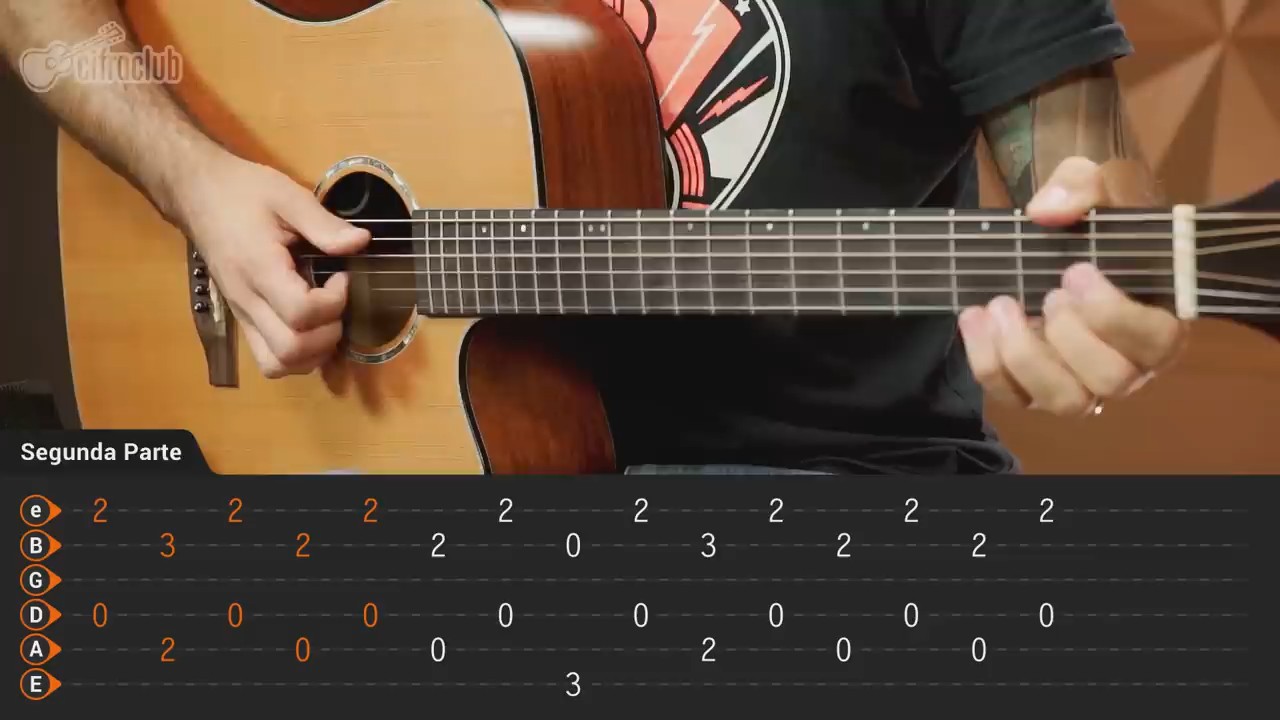 cifraclub
Segunda Parte
e 2 2 2 2 2 2 2 2
B 3 2 2 0 3 2 2
G
D 0 0 0 0 0 0 0 0
A 2 0 0 2 0 0
E 3